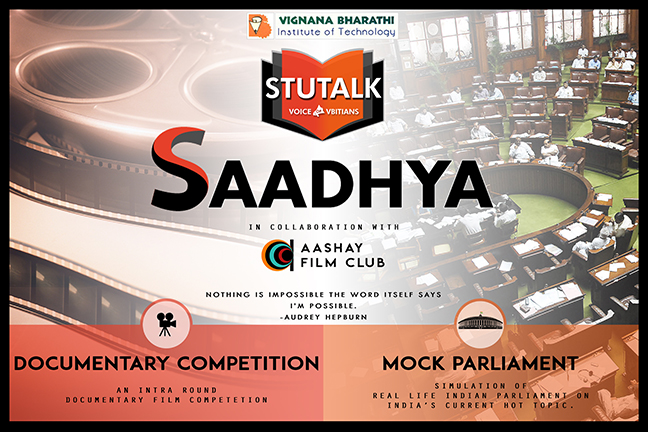 VIGNANA BHARATHI
Institute of Technology
STUTALK
VOICE VBITIANS
SAADHYA
IN COLLABORATION WITH
AASHAY
FILM CLUB
NOTHING IS IMPOSSIBLE THE WORD ITSELF SAYS
I'M POSSIBLE.
-AUDREY HEPBURN
DOCUMENTARY COMPETITION
AN INTRA ROUND
DOCUMENTARY FILM COMPETETION
MOCK PARLIAMENT
SIMULATION OF
REAL LIFE INDIAN PARLIAMENT ON
INDIA'S CURRENT HOT TOPIC.